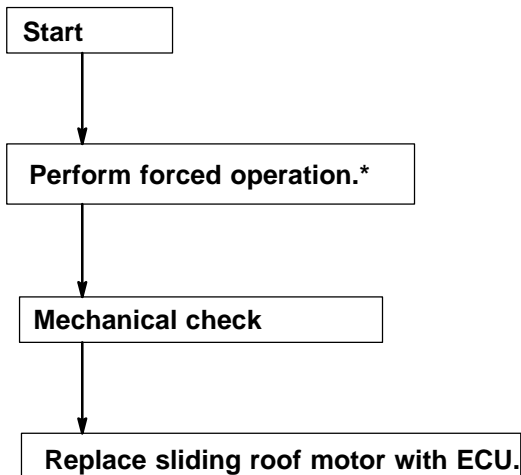 Start
Perform forced operation.*
Mechanical check
Replace sliding roof motor with ECU.